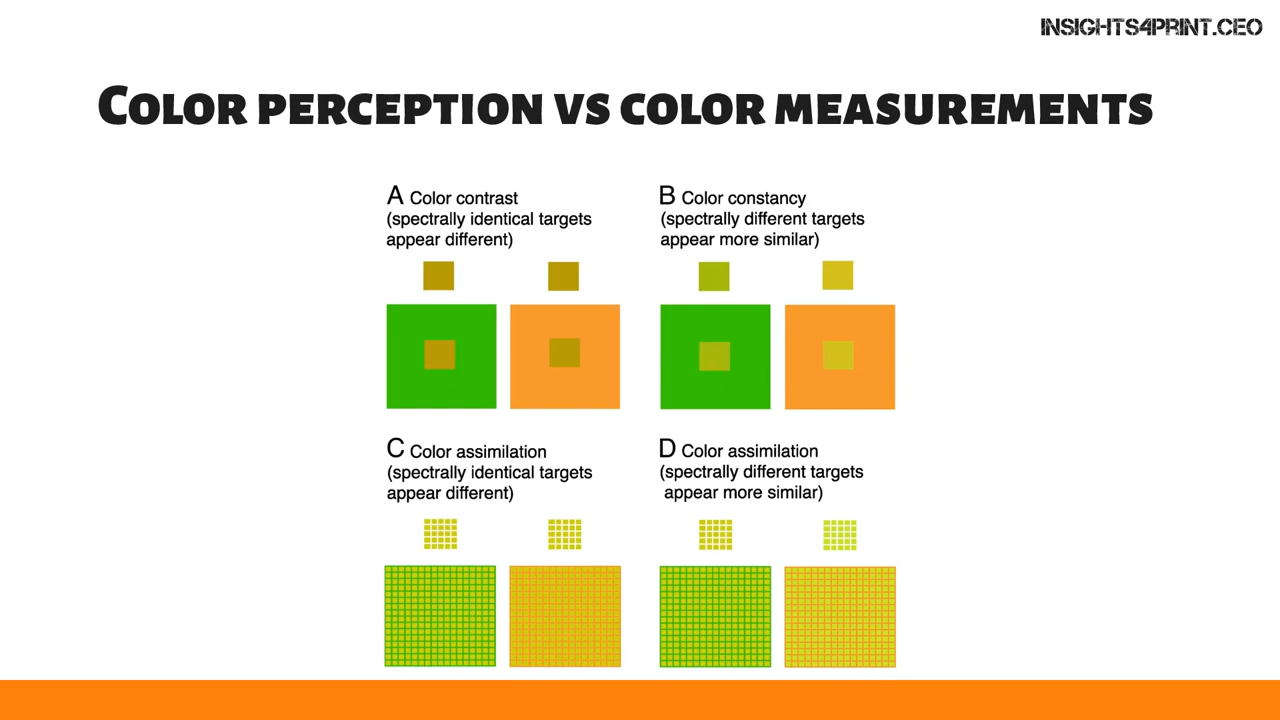 INSIGHTS4PRINT.CEO
COLOR PERCEPTION VS COLOR MEASUREMENTS
A Color contrast
(spectrally identical targets
appear different)
B Color constancy
(spectrally different targets
appear more similar)
C Color assimilation
(spectrally identical targets
appear different)
D Color assimilation
(spectrally different targets
appear more similar)